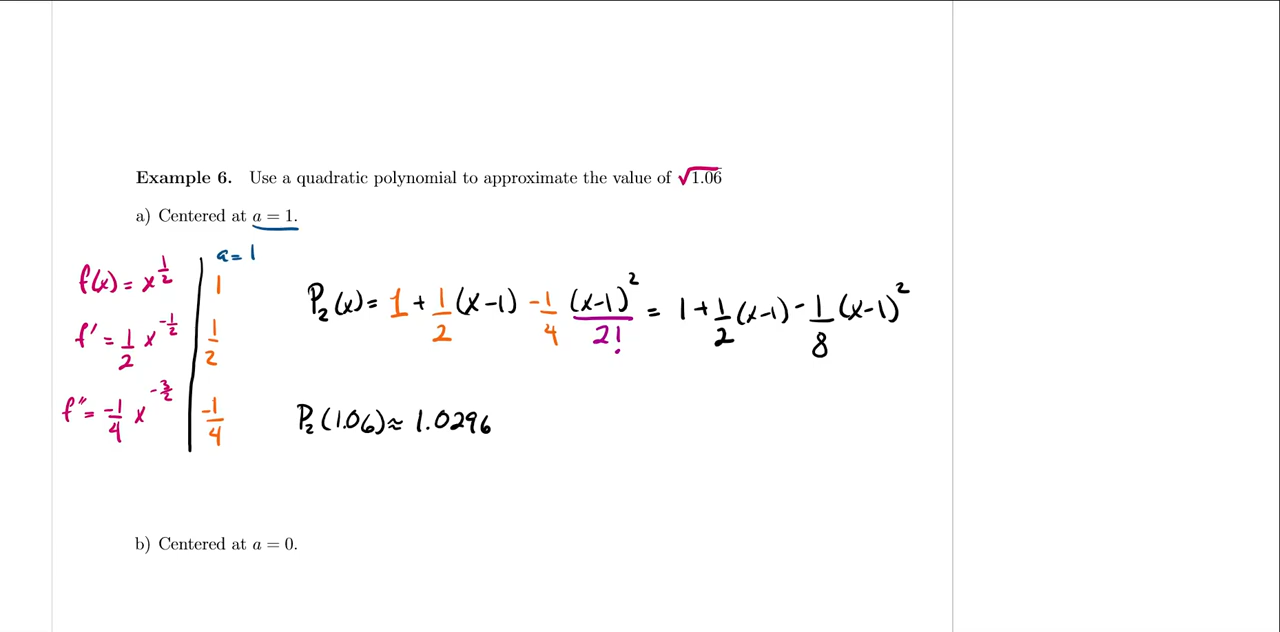 Example 6. Use a quadratic polynomial to approximate the value of √1.06
a) Centered at a = 1.
a = 1
f(x) = x^{1/2} | 1
P₂(x) = 1 + 1/2 (x-1) -1/4 (x-1)²/2! = 1 + 1/2 (x-1) - 1/8 (x-1)²
f' = 1/2 x^{-1/2} | 1/2
f'' = -1/4 x^{-3/2} | -1/4
P₂(1.06) ≈ 1.0296
b) Centered at a = 0.